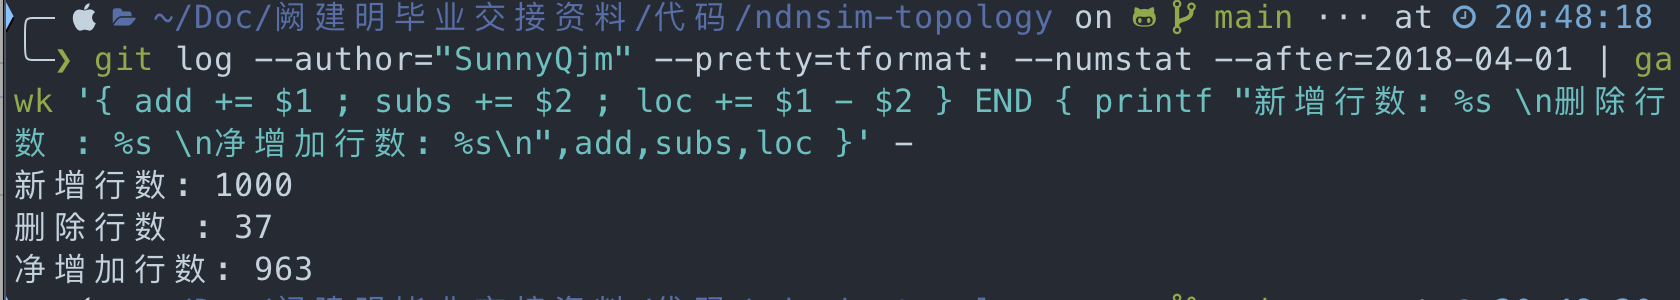 ~/Doc/阙建明毕业交接资料/代码/ndnsim-topology on main ··· at 20:48:18
❯ git log --author="SunnyQjm" --pretty=tformat: --numstat --after=2018-04-01 | ga
wk '{ add += $1 ; subs += $2 ; loc += $1 - $2 } END { printf "新增行数: %s \n删除行
数 : %s \n净增加行数: %s\n",add,subs,loc }' -
新增行数: 1000
删除行数 : 37
净增加行数: 963